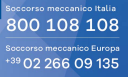 Soccorso meccanico Italia
800 108 108
Soccorso meccanico Europa
+39 02 266 09 135